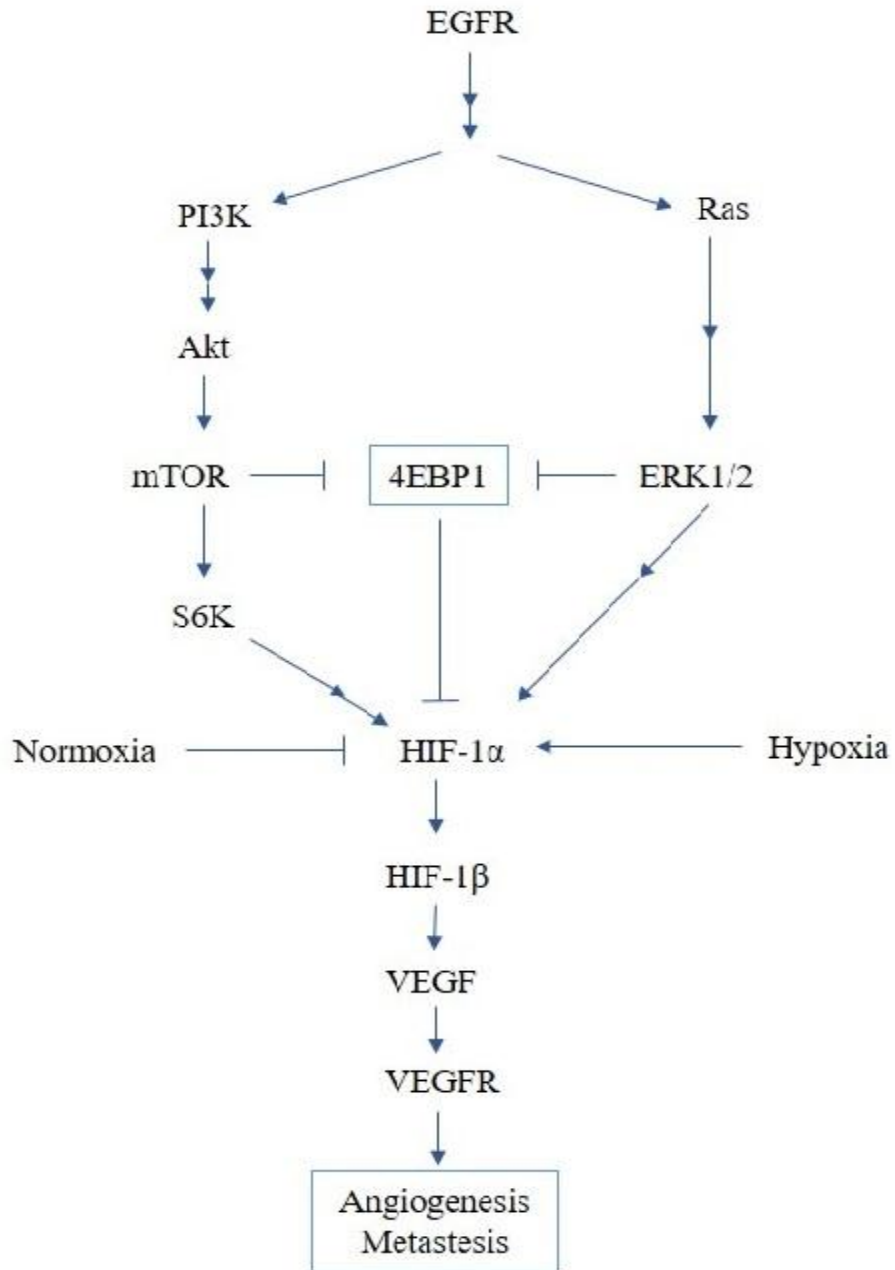 EGFR
PI3K
Ras
Akt
mTOR
4EBP1
ERK1/2
S6K
Normoxia
HIF-1α
Hypoxia
HIF-1β
VEGF
VEGFR
Angiogenesis
Metastesis